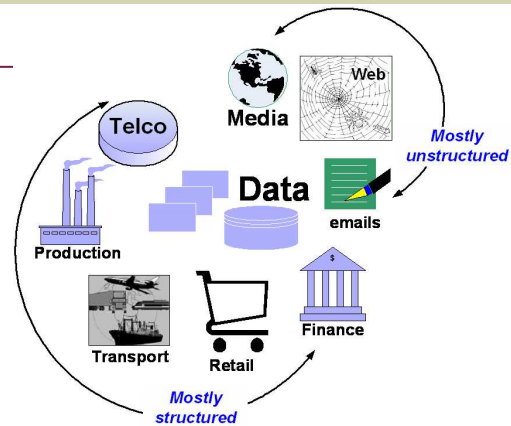 Web
Media
Telco
Mostly
unstructured
Data
emails
Production
$
Finance
Transport
Retail
Mostly
structured